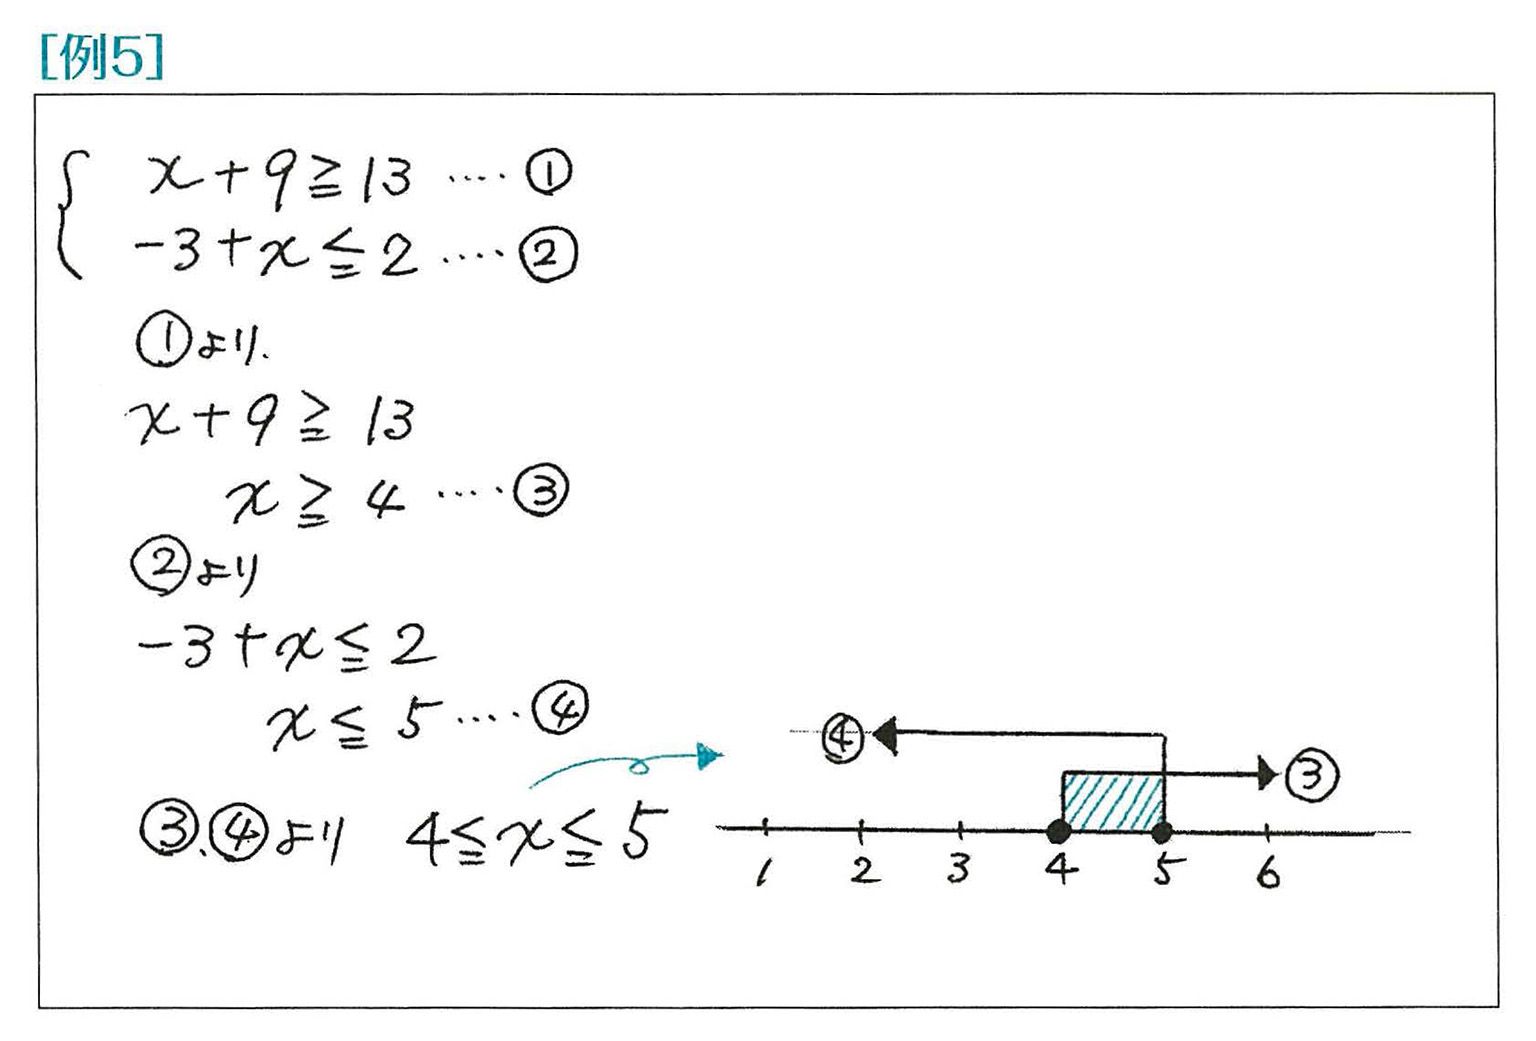 [例5]
x+9≧13 ‥‥①
-3+x≦2 ‥‥②
①より.
x+9≧13
x≧4 ‥‥③
②より
-3+x≦2
x≦5‥‥④
③、④より 4≦x≦5
④
③
1 2 3 4 5 6